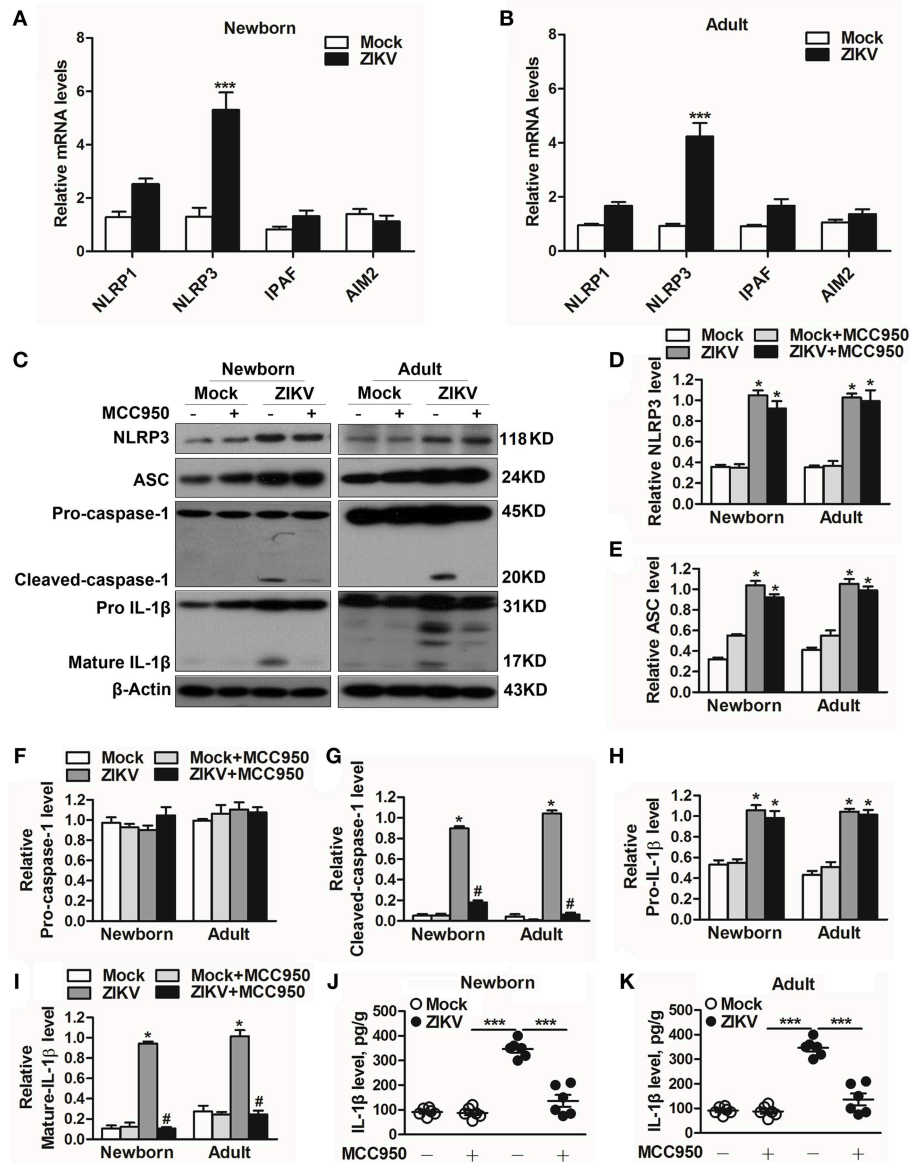 A
Newborn
Mock
ZIKV
Relative mRNA levels
8
6
4
2
0
***
NLRP1
NLRP3
IPAF
AIM2
B
Adult
Mock
ZIKV
Relative mRNA levels
8
6
4
2
0
***
NLRP1
NLRP3
IPAF
AIM2
C
Newborn Adult
Mock ZIKV Mock ZIKV
MCC950 - + - + - + - +
NLRP3 118KD
ASC 24KD
Pro-caspase-1 45KD
Cleaved-caspase-1 20KD
Pro IL-1β 31KD
Mature IL-1β 17KD
β-Actin 43KD
Mock Mock+MCC950
ZIKV ZIKV+MCC950
D
Relative NLRP3 level
1.2
1.0
0.8
0.6
0.4
0.2
0.0
* * * *
Newborn Adult
E
Relative ASC level
1.2
1.0
0.8
0.6
0.4
0.2
0.0
* * * *
Newborn Adult
F
Mock Mock+MCC950
ZIKV ZIKV+MCC950
Relative
Pro-caspase-1 level
1.2
1.0
0.8
0.6
0.4
0.2
0.0
Newborn Adult
G
Relative
Cleaved-caspase-1 level
1.2
1.0
0.8
0.6
0.4
0.2
0.0
* # * #
Newborn Adult
H
Relative
Pro-IL-1β level
1.2
1.0
0.8
0.6
0.4
0.2
0.0
* * * *
Newborn Adult
I
Mock Mock+MCC950
ZIKV ZIKV+MCC950
Relative
Mature-IL-1β level
1.2
1.0
0.8
0.6
0.4
0.2
0.0
* # * #
Newborn Adult
J
Newborn
Mock
ZIKV
IL-1β level, pg/g
500
400
300
200
100
0
*** ***
MCC950 − + − +
K
Adult
Mock
ZIKV
IL-1β level, pg/g
500
400
300
200
100
0
*** ***
MCC950 − + − +